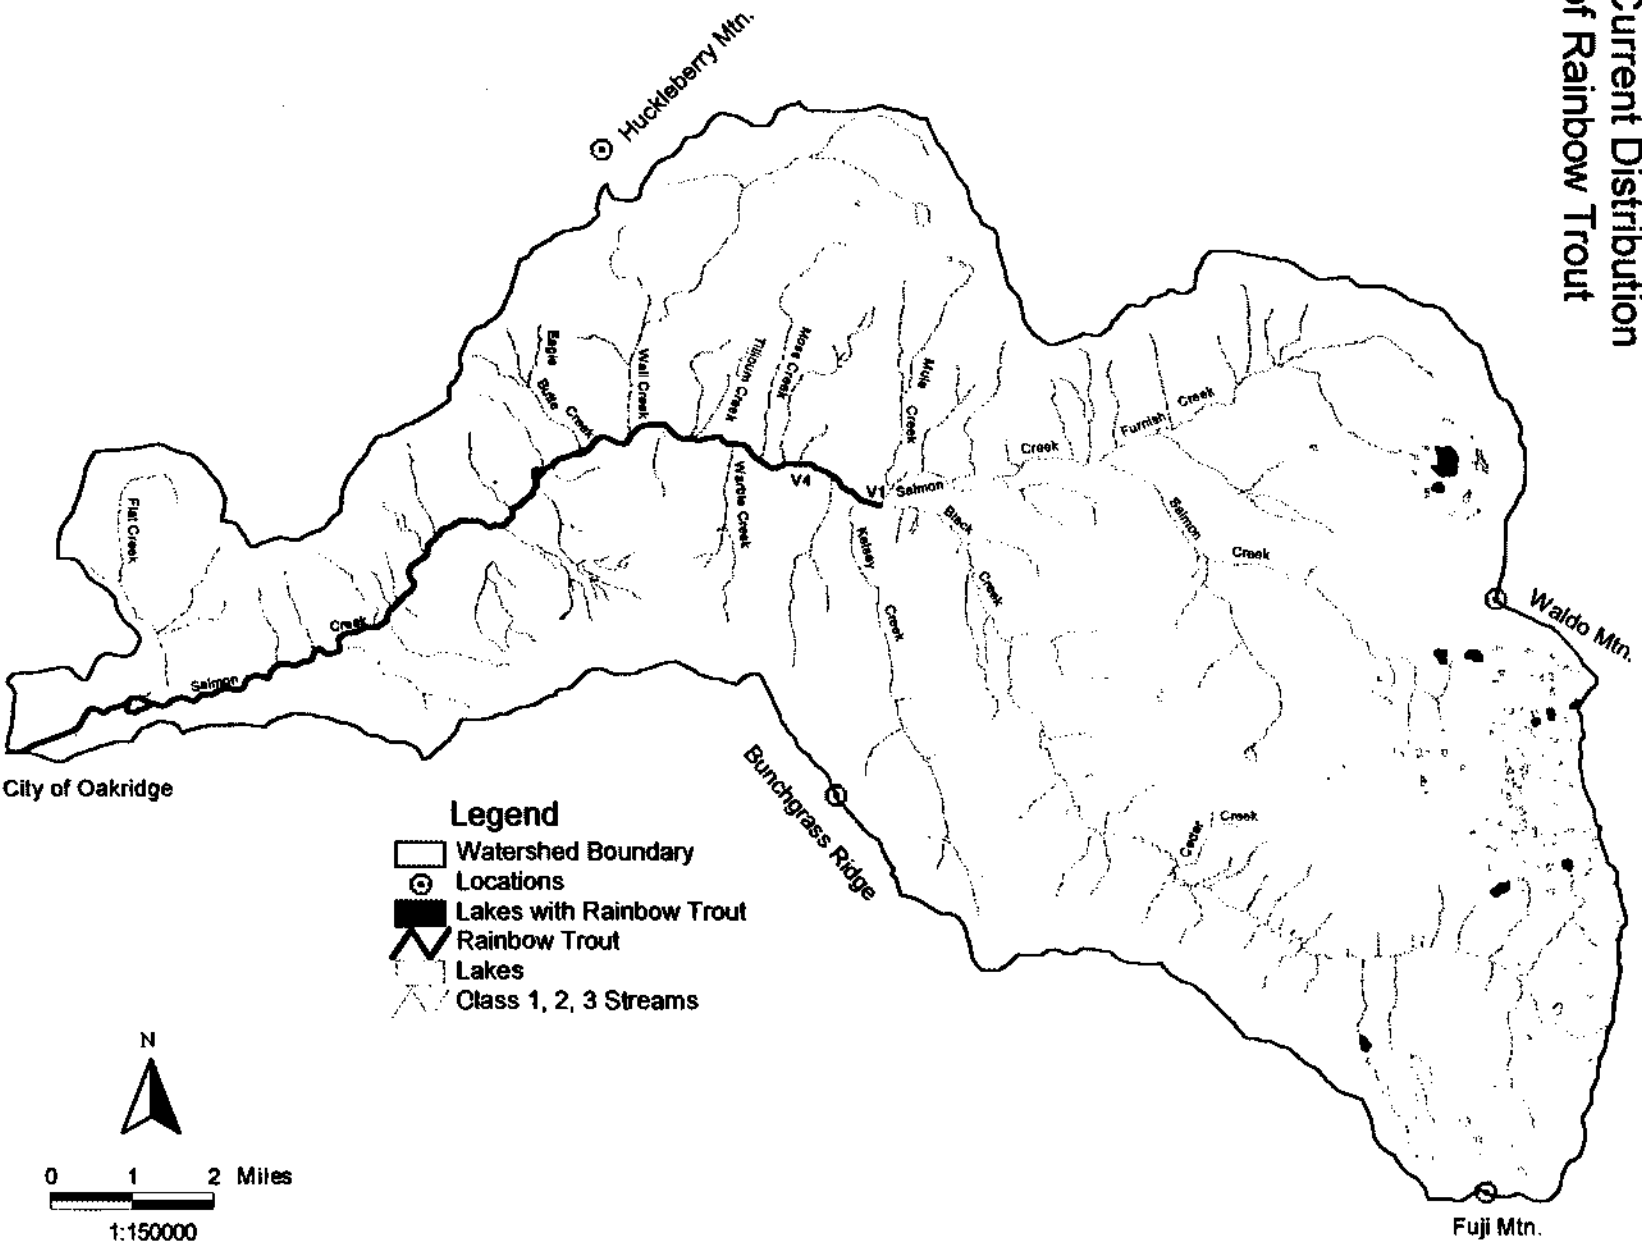 Current Distribution
of Rainbow Trout
Huckleberry Mtn.
Eagle
Butte
Creek
Wall Creek
Tillicum Creek
Moss Creek
Mule
Creek
Furnish
Creek
Creek
Salmon
V1
V4
Warble Creek
Kelsey
Creek
Black
Creek
Salmon
Creek
Flat Creek
Creek
Salmon
Waldo Mtn.
Cedar
Creek
Bunchgrass Ridge
City of Oakridge
Legend
Watershed Boundary
Locations
Lakes with Rainbow Trout
Rainbow Trout
Lakes
Class 1, 2, 3 Streams
N
0 1 2 Miles
1:150000
Fuji Mtn.